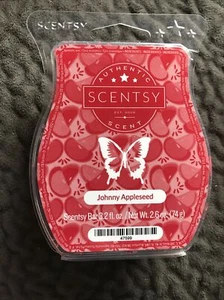 AUTHENTIC
SCENTSY
EST. 2004
SCENT
Johnny Appleseed
Scentsy Bar 3.2 fl. oz. / Net Wt. 2.6 oz. (74 g)
47599